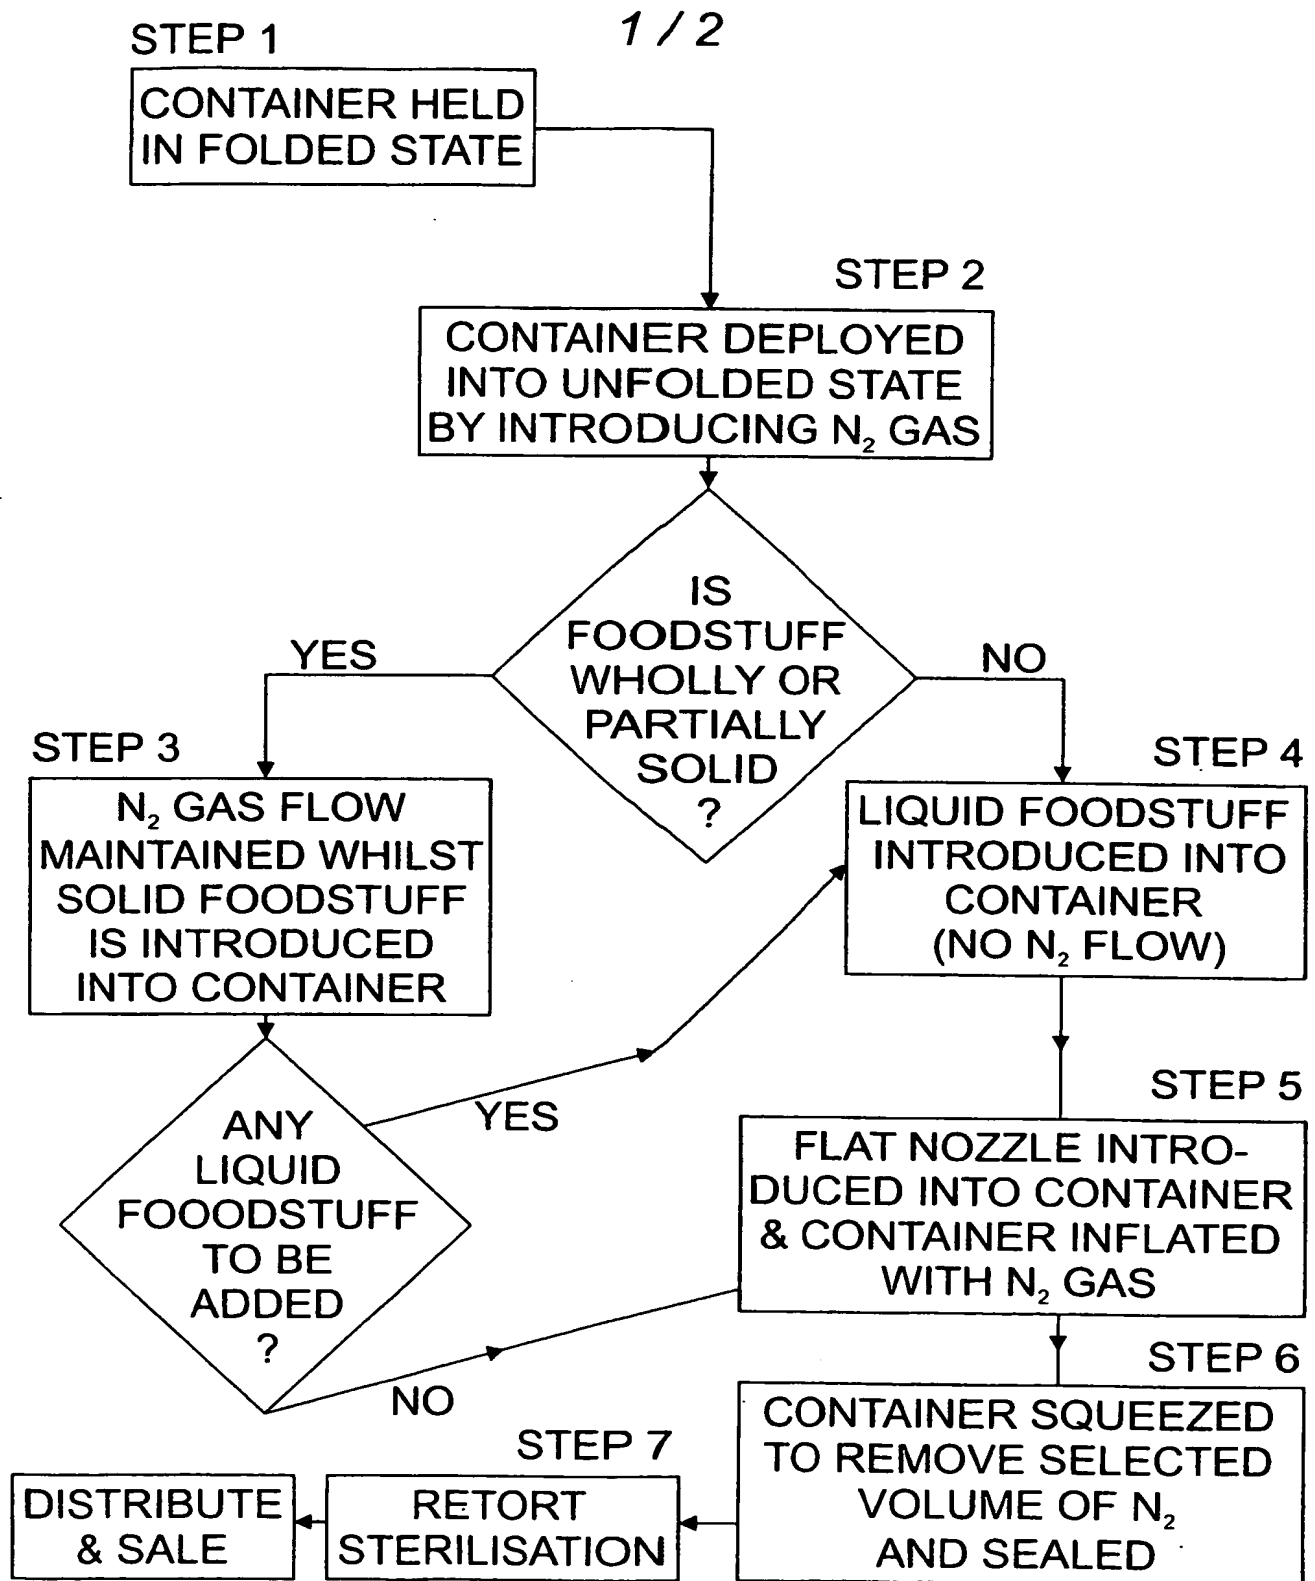 1 / 2
STEP 1
CONTAINER HELD
IN FOLDED STATE
STEP 2
CONTAINER DEPLOYED
INTO UNFOLDED STATE
BY INTRODUCING N₂ GAS
IS
FOODSTUFF
WHOLLY OR
PARTIALLY
SOLID
?
YES
NO
STEP 3
N₂ GAS FLOW
MAINTAINED WHILST
SOLID FOODSTUFF
IS INTRODUCED
INTO CONTAINER
STEP 4
LIQUID FOODSTUFF
INTRODUCED INTO
CONTAINER
(NO N₂ FLOW)
ANY
LIQUID
FOOODSTUFF
TO BE
ADDED
?
YES
NO
STEP 5
FLAT NOZZLE INTRO-
DUCED INTO CONTAINER
& CONTAINER INFLATED
WITH N₂ GAS
STEP 6
CONTAINER SQUEEZED
TO REMOVE SELECTED
VOLUME OF N₂
AND SEALED
STEP 7
RETORT
STERILISATION
DISTRIBUTE
& SALE